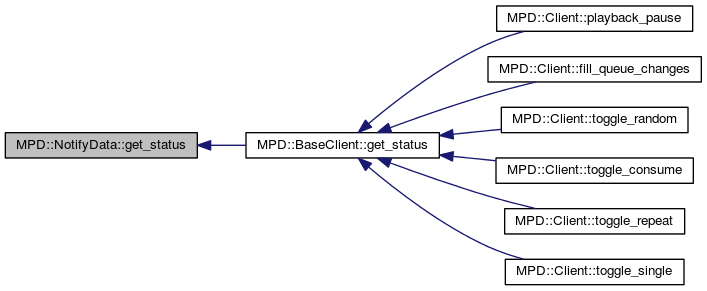 MPD::NotifyData::get_status
MPD::BaseClient::get_status
MPD::Client::playback_pause
MPD::Client::fill_queue_changes
MPD::Client::toggle_random
MPD::Client::toggle_consume
MPD::Client::toggle_repeat
MPD::Client::toggle_single